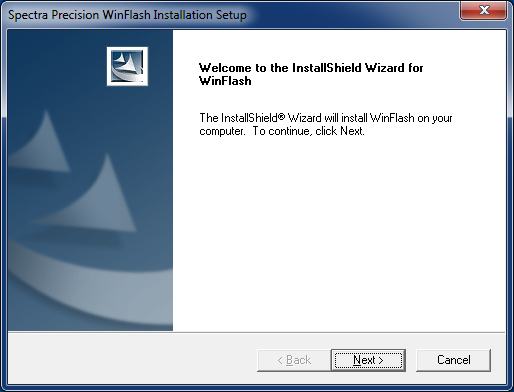 Spectra Precision WinFlash Installation Setup
Welcome to the InstallShield Wizard for
WinFlash
The InstallShield® Wizard will install WinFlash on your
computer. To continue, click Next.
< Back
Next >
Cancel